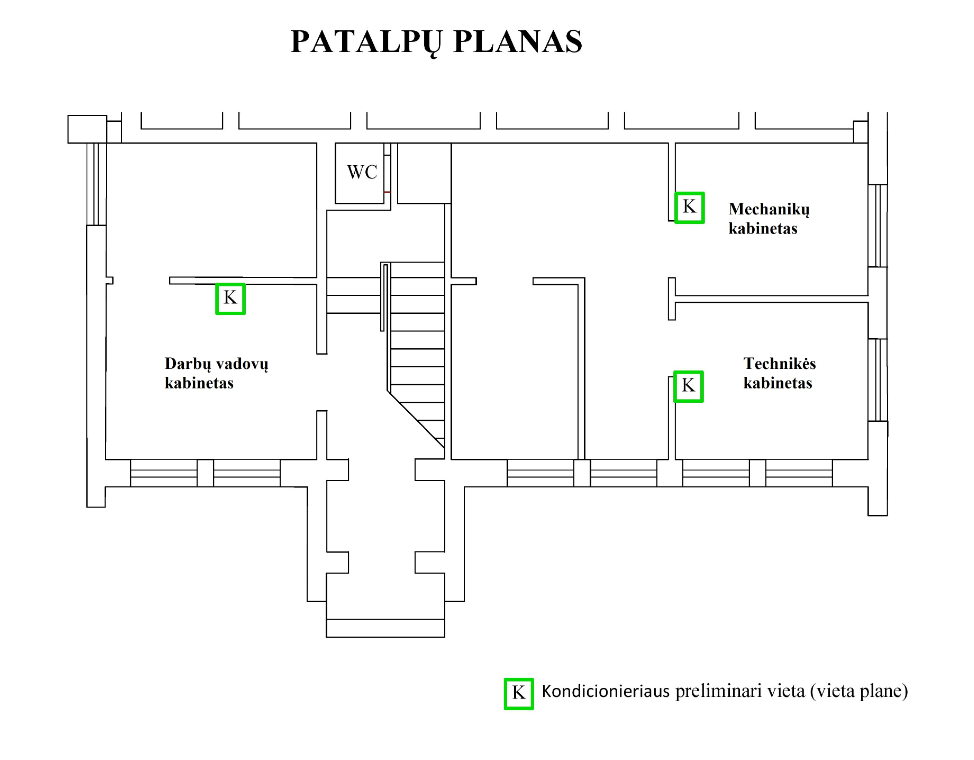 PATALPŲ PLANAS
WC
K
Mechanikų
kabinetas
K
Darbų vadovų
kabinetas
Technikės
kabinetas
K
K Kondicionieriaus preliminari vieta (vieta plane)